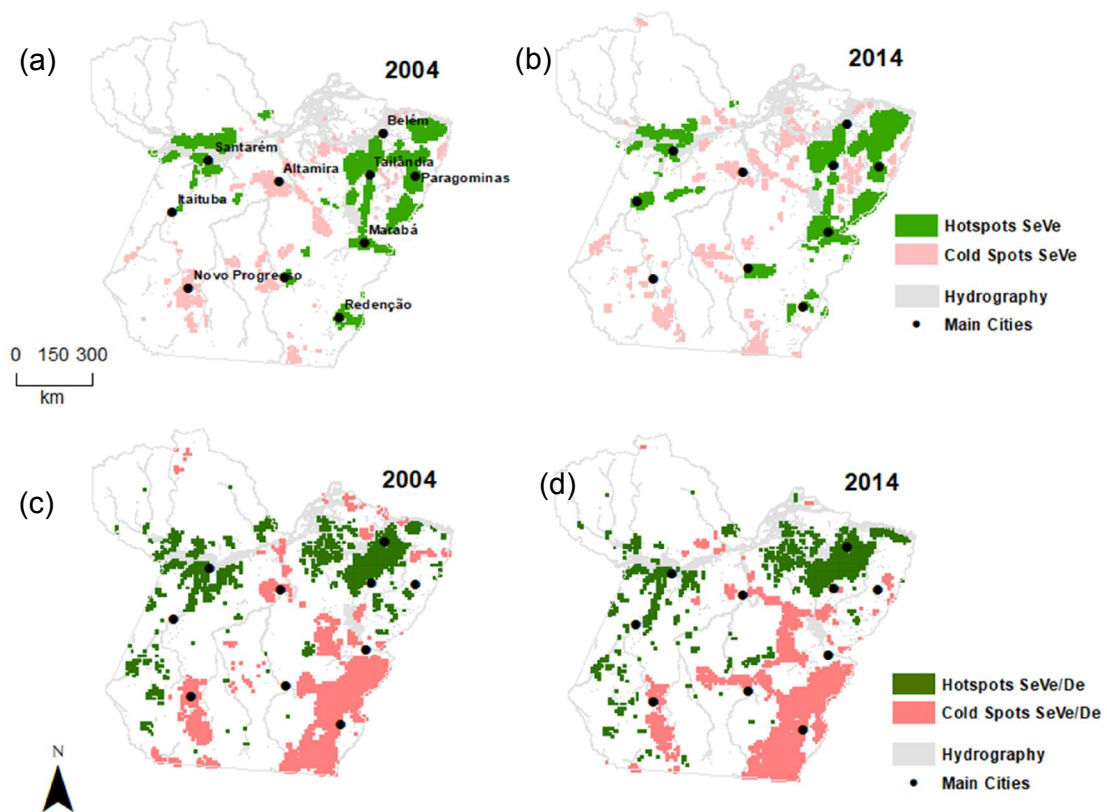 (a)
2004
Belém
Santarém
Altamira
Tailândia
Paragominas
Itaituba
Marabá
Novo Progresso
Redenção
0 150 300
km
(b)
2014
Hotspots SeVe
Cold Spots SeVe
Hydrography
Main Cities
(c)
2004
N
(d)
2014
Hotspots SeVe/De
Cold Spots SeVe/De
Hydrography
Main Cities